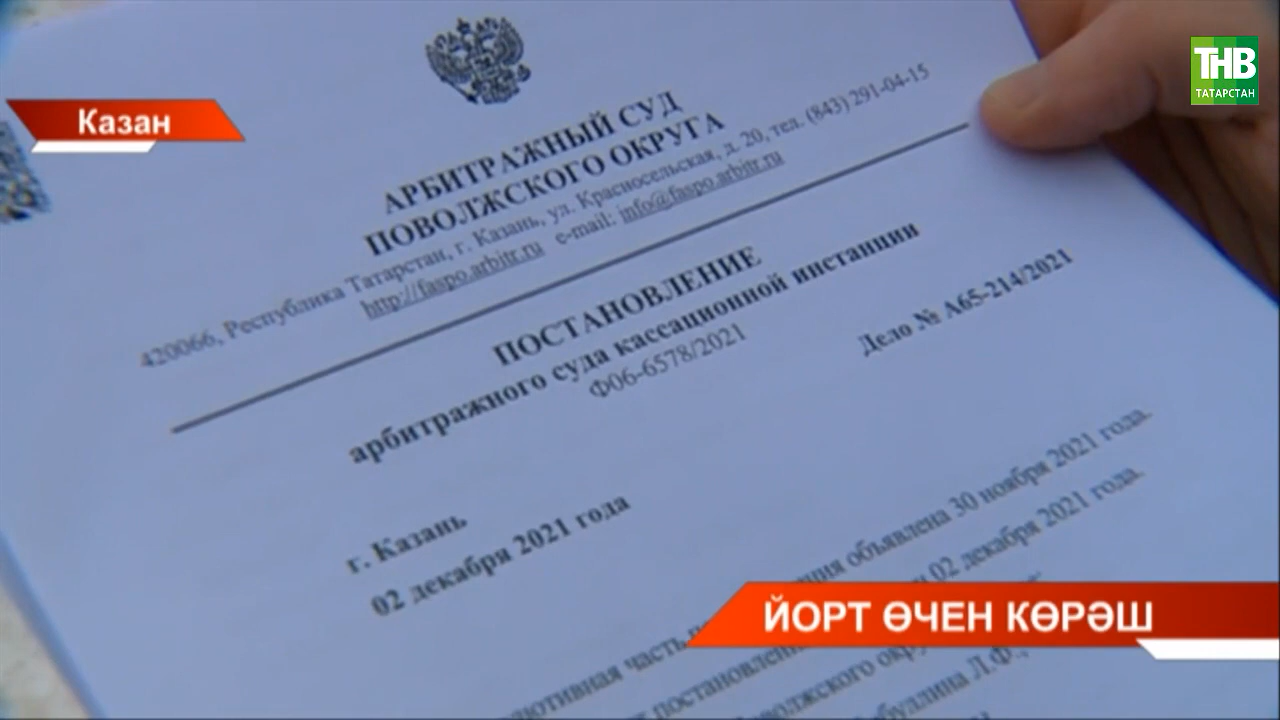 ТНВ
ТАТАРСТАН
Казан
АРБИТРАЖНЫЙ СУД
ПОВОЛЖСКОГО ОКРУГА
420066, Республика Татарстан, г. Казань, ул. Красносельская, д. 20, тел. (843) 291-04-15
http://faspo.arbitr.ru e-mail: info@faspo.arbitr.ru
ПОСТАНОВЛЕНИЕ
арбитражного суда кассационной инстанции
Ф06-6578/2021
г. Казань
Дело № А65-214/2021
02 декабря 2021 года
часть объявлена 30 ноября 2021 года.
02 декабря 2021 года.
Л.Ф.,
ЙОРТ ӨЧЕН КӨРӘШ